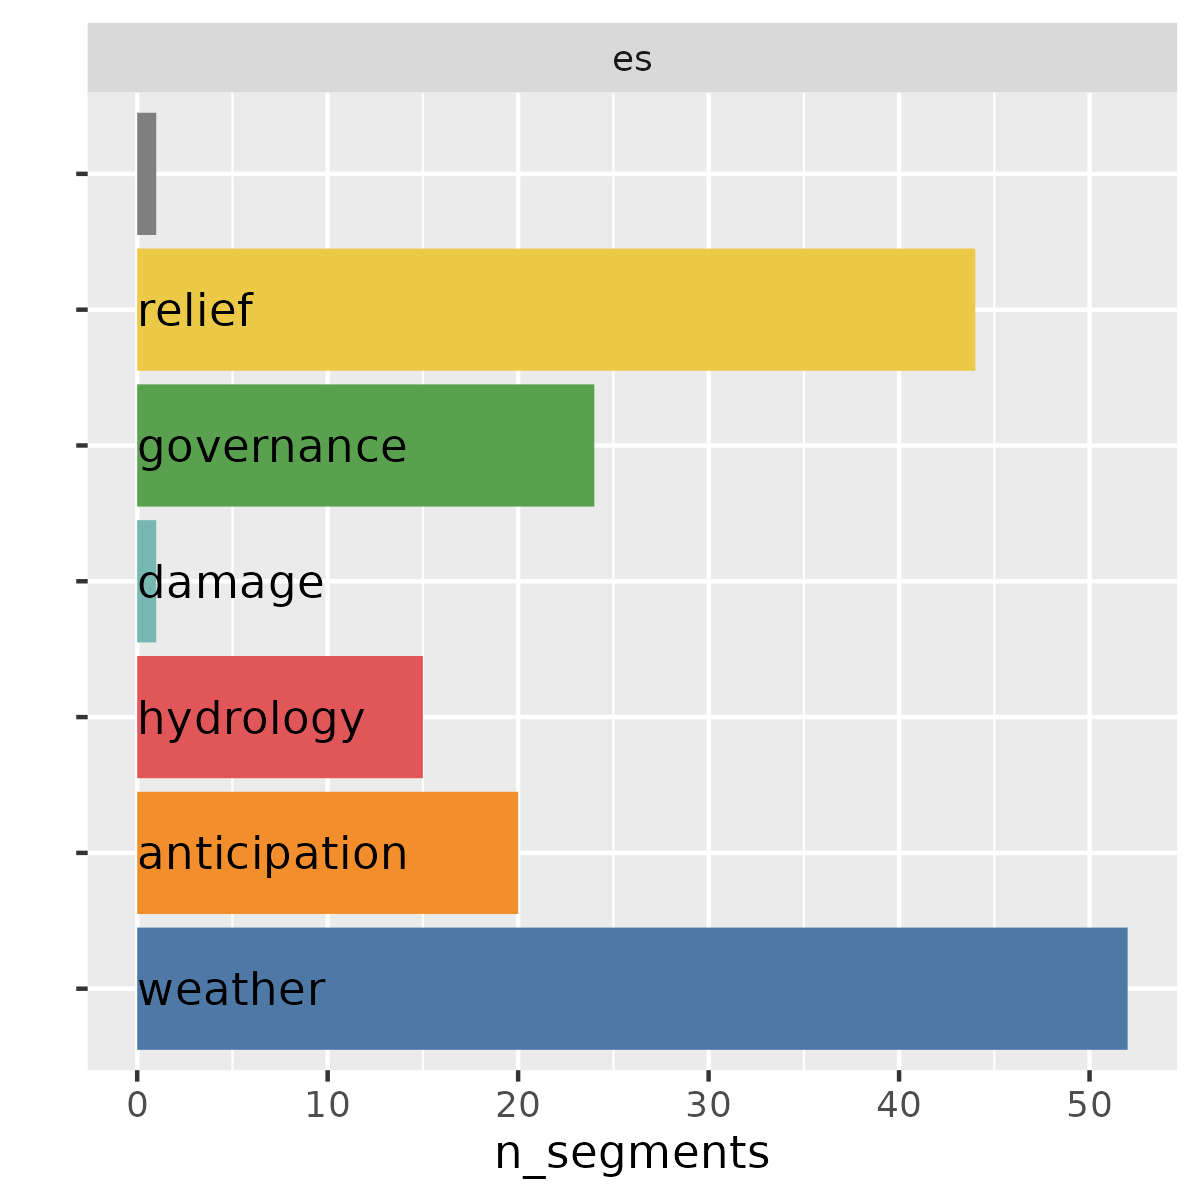 es
relief
governance
damage
hydrology
anticipation
weather
0 10 20 30 40 50
n_segments